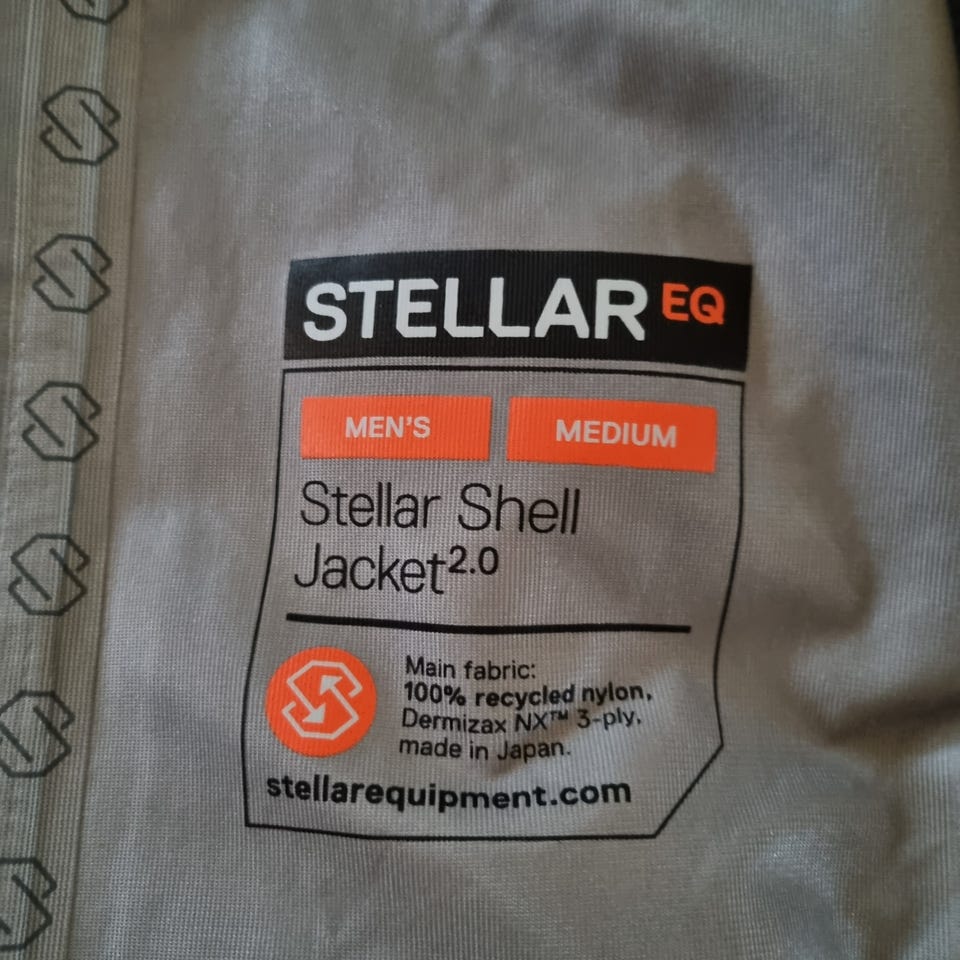 STELLAR EQ
MEN'S MEDIUM
Stellar Shell
Jacket2.0
Main fabric:
100% recycled nylon,
Dermizax NX™ 3-ply,
made in Japan.
stellarequipment.com